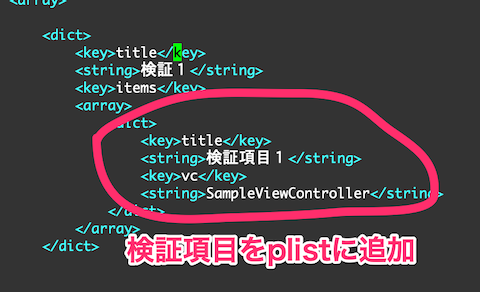 <array>
<dict>
<key>title</key>
<string>検証１</string>
<key>items</key>
<array>
<dict>
<key>title</key>
<string>検証項目１</string>
<key>vc</key>
<string>SampleViewController</string>
</dict>
</array>
</dict>
検証項目をplistに追加